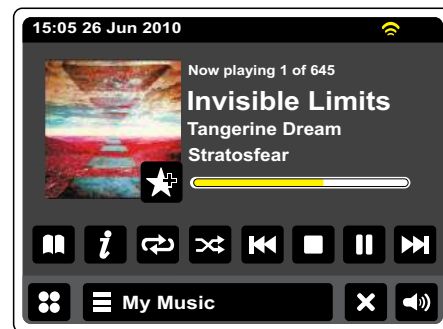 15:05 26 Jun 2010
Now playing 1 of 645
Invisible Limits
Tangerine Dream
Stratosfear
i
My Music